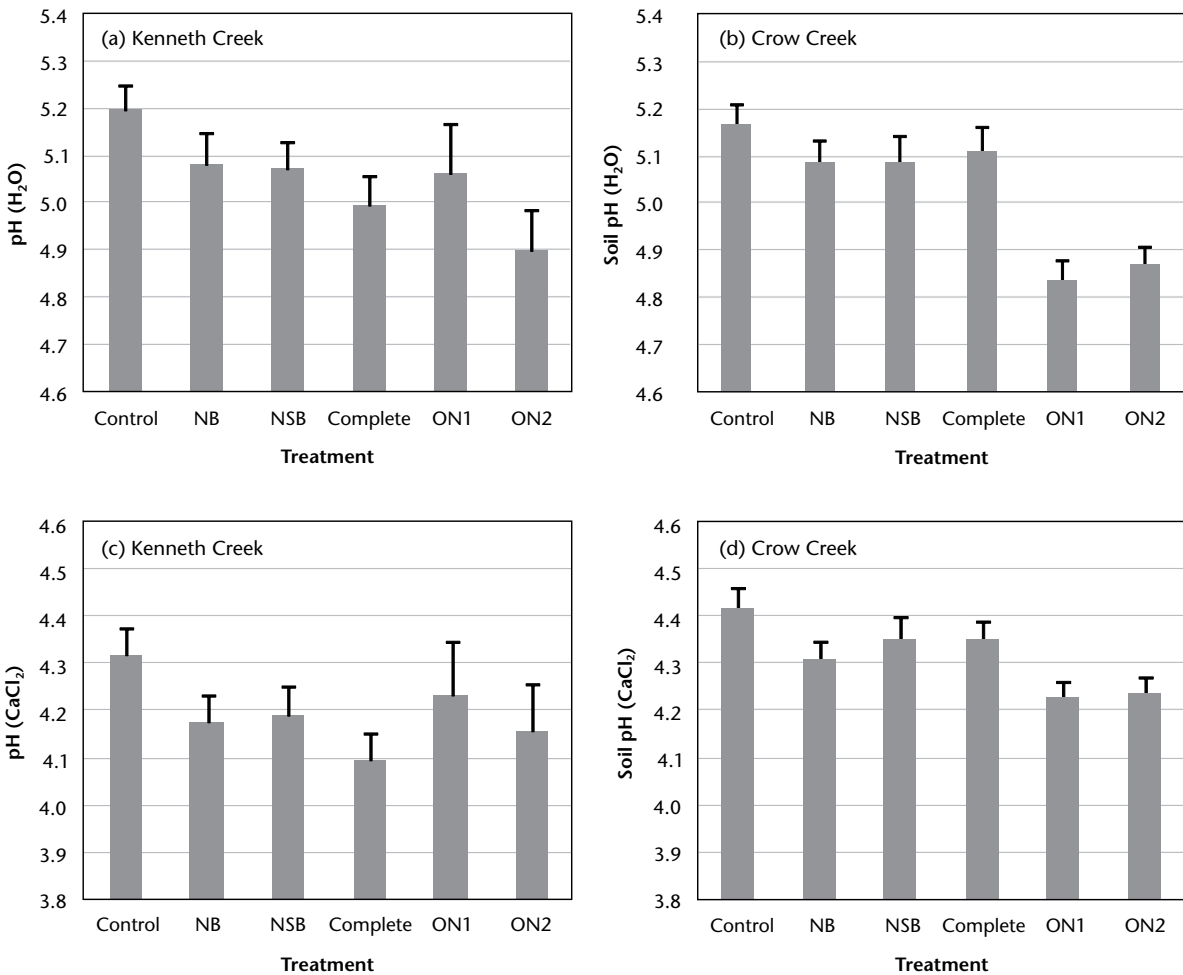 (a) Kenneth Creek
pH (H₂O)
5.4
5.3
5.2
5.1
5.0
4.9
4.8
4.7
4.6
Control NB NSB Complete ON1 ON2
Treatment
(b) Crow Creek
Soil pH (H₂O)
5.4
5.3
5.2
5.1
5.0
4.9
4.8
4.7
4.6
Control NB NSB Complete ON1 ON2
Treatment
(c) Kenneth Creek
pH (CaCl₂)
4.6
4.5
4.4
4.3
4.2
4.1
4.0
3.9
3.8
Control NB NSB Complete ON1 ON2
Treatment
(d) Crow Creek
Soil pH (CaCl₂)
4.6
4.5
4.4
4.3
4.2
4.1
4.0
3.9
3.8
Control NB NSB Complete ON1 ON2
Treatment